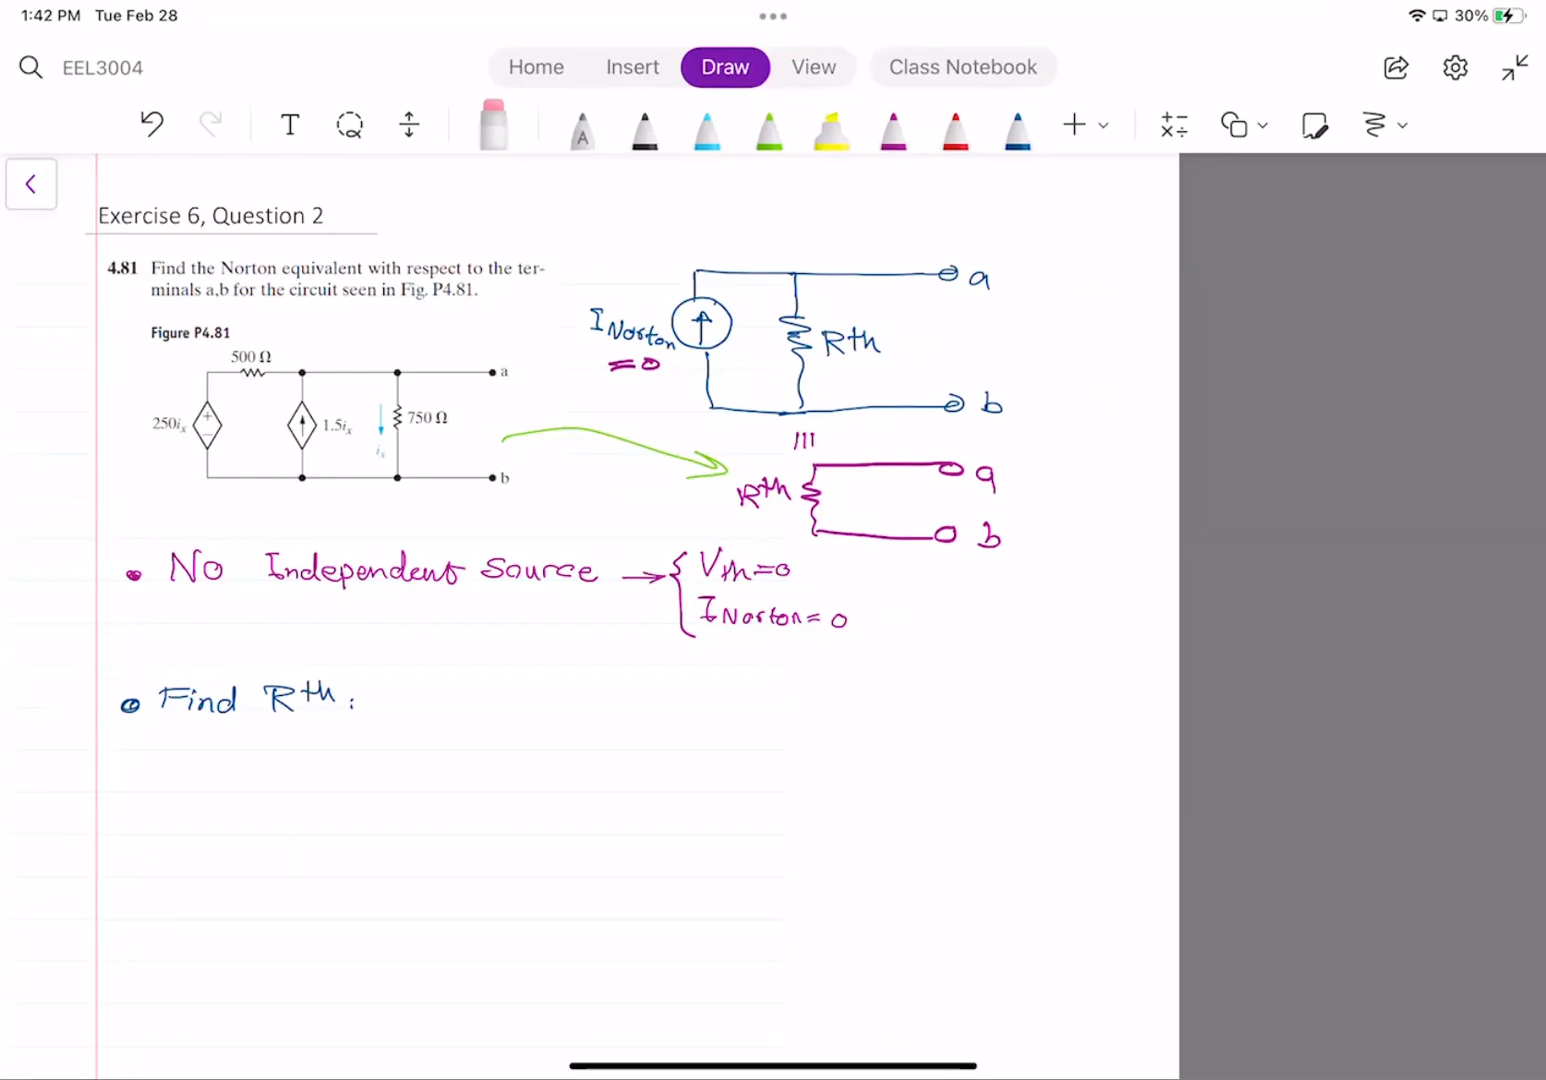 1:42 PM Tue Feb 28
30%
EEL3004
Home Insert Draw View Class Notebook
T
A
Exercise 6, Question 2
4.81 Find the Norton equivalent with respect to the ter-
minals a,b for the circuit seen in Fig. P4.81.
Figure P4.81
500 Ω
a
250iₓ
+
−
1.5iₓ
iₓ
750 Ω
b
I Norton
= 0
Rth
a
b
Rth
a
b
• No Independent Source → { Vth=0
I Norton = 0
• Find Rth :